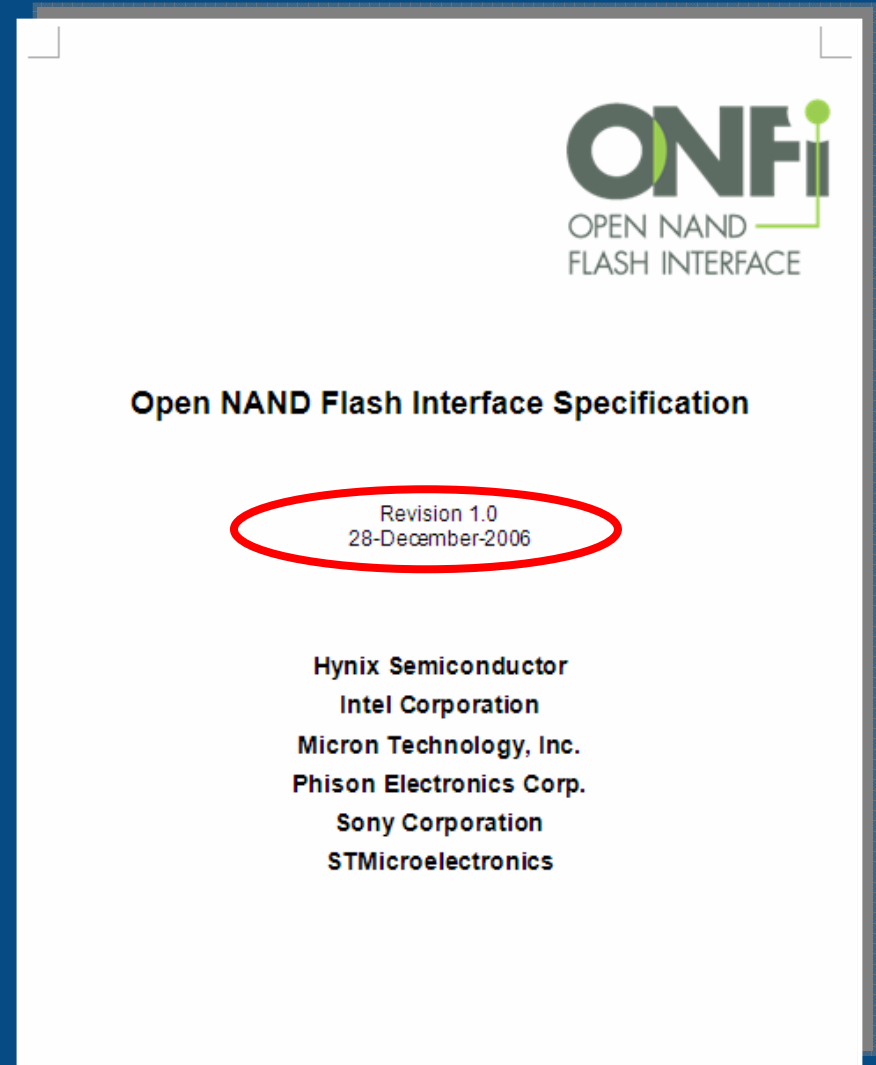 ONFi
OPEN NAND
FLASH INTERFACE
Open NAND Flash Interface Specification
Revision 1.0
28-December-2006
Hynix Semiconductor
Intel Corporation
Micron Technology, Inc.
Phison Electronics Corp.
Sony Corporation
STMicroelectronics